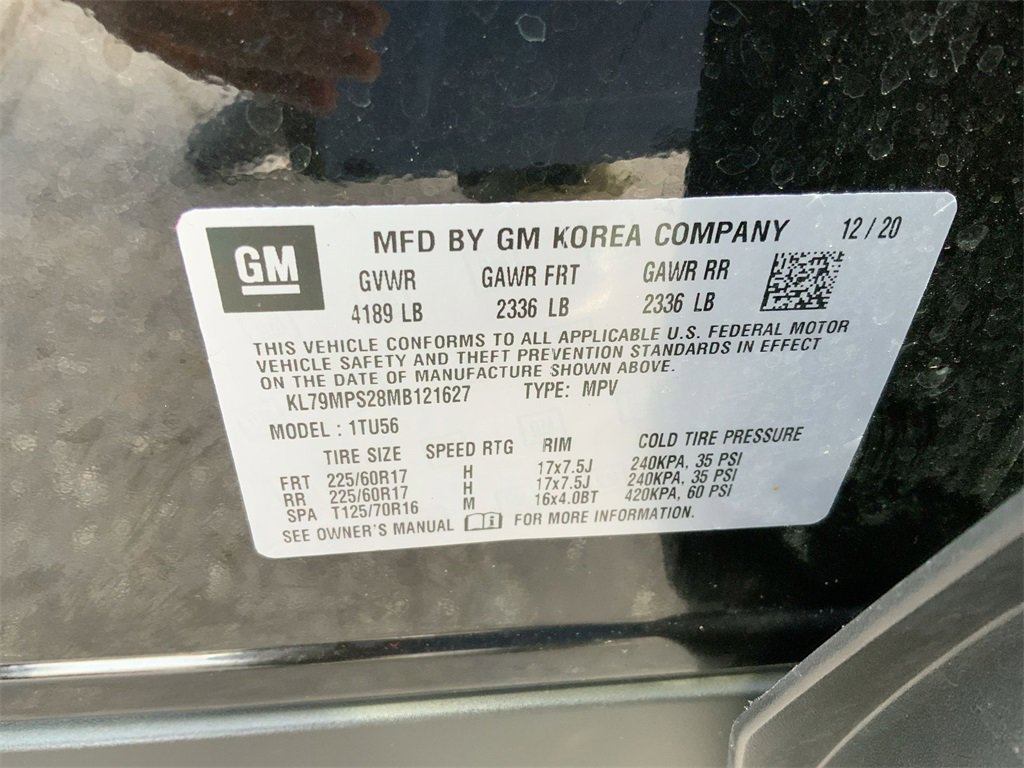 GM
MFD BY GM KOREA COMPANY 12/20
GVWR GAWR FRT GAWR RR
4189 LB 2336 LB 2336 LB
THIS VEHICLE CONFORMS TO ALL APPLICABLE U.S. FEDERAL MOTOR
VEHICLE SAFETY AND THEFT PREVENTION STANDARDS IN EFFECT
ON THE DATE OF MANUFACTURE SHOWN ABOVE.
KL79MPS28MB121627 TYPE: MPV
MODEL : 1TU56
TIRE SIZE SPEED RTG RIM COLD TIRE PRESSURE
FRT 225/60R17 H 17x7.5J 240KPA, 35 PSI
RR 225/60R17 H 17x7.5J 240KPA, 35 PSI
SPA T125/70R16 M 16x4.0BT 420KPA, 60 PSI
SEE OWNER'S MANUAL FOR MORE INFORMATION.